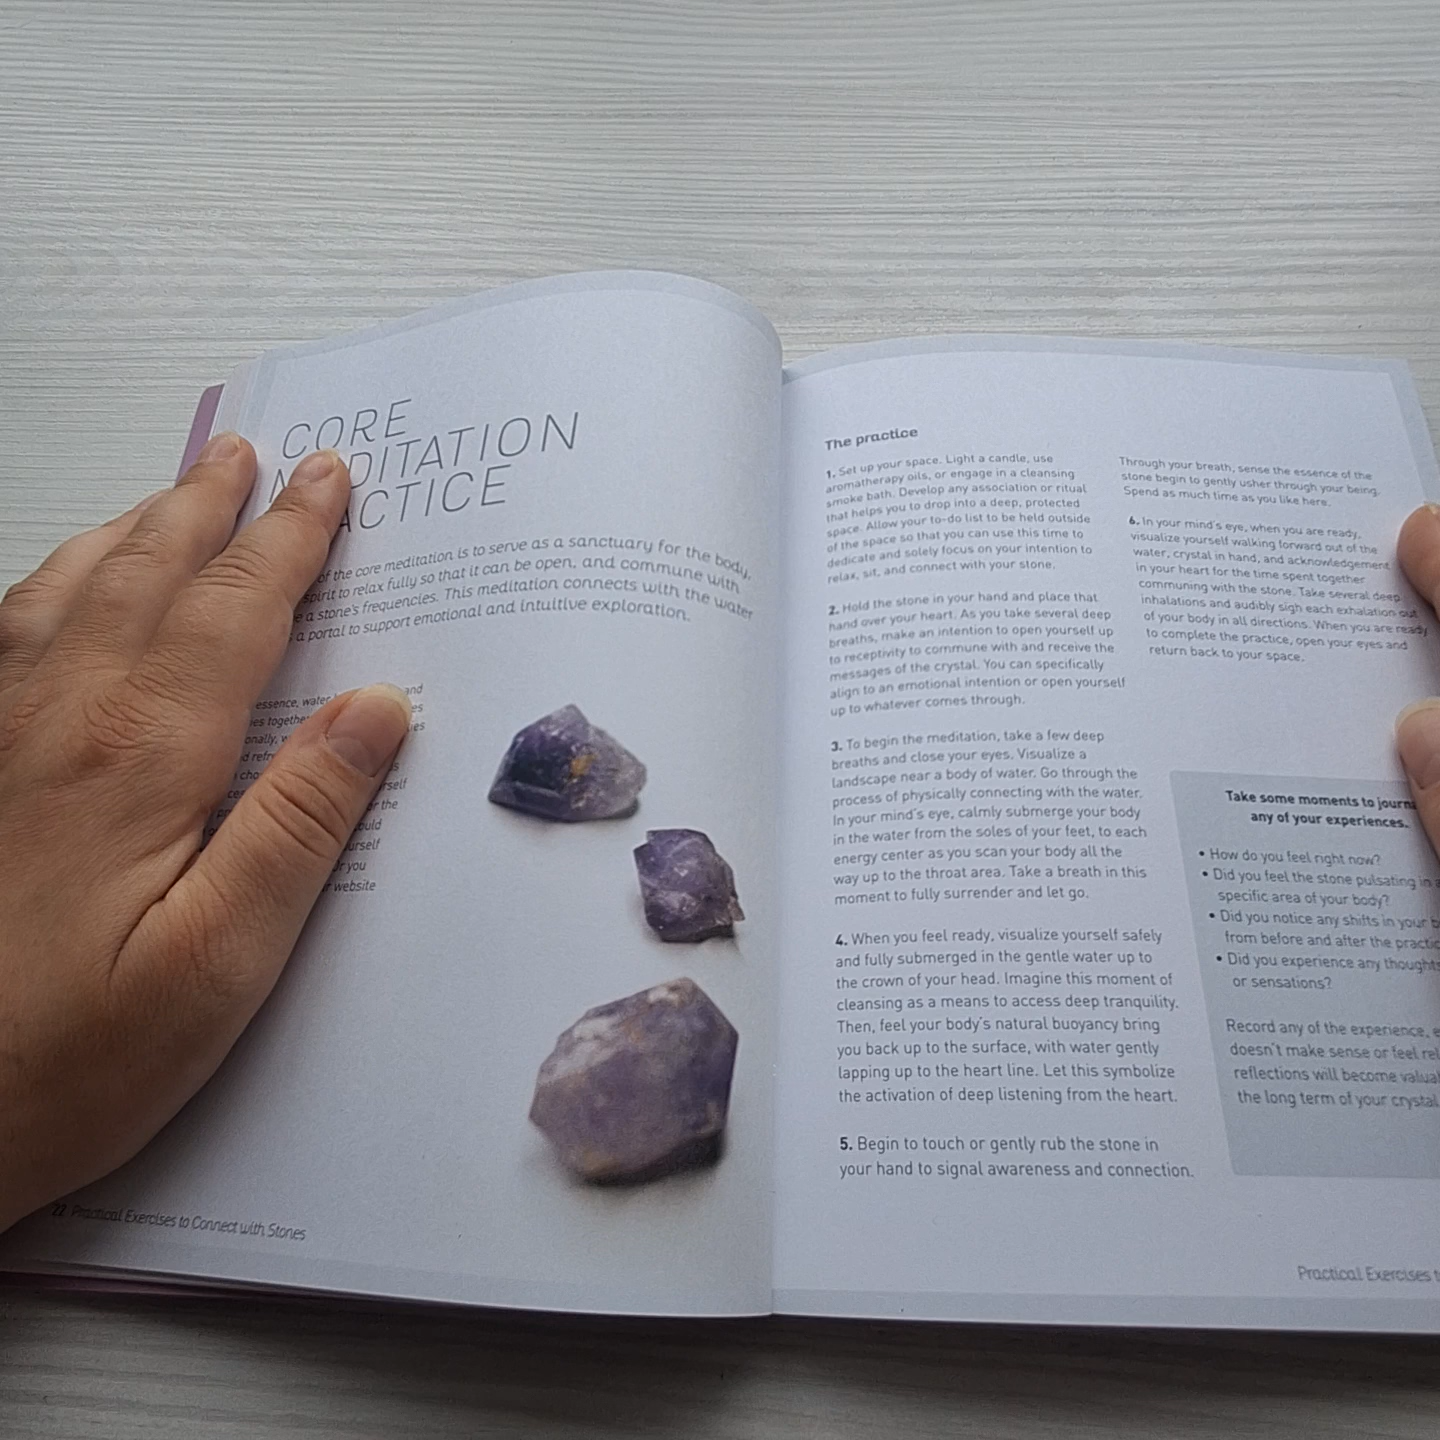 CORE
MEDITATION
PRACTICE
of the core meditation is to serve as a sanctuary for the body,
spirit to relax fully so that it can be open, and commune with
a stone's frequencies. This meditation connects with the water
a portal to support emotional and intuitive exploration.
essence, water and
together
refr
cho
rself
or the
ould
urself
Or you
website
22 Practical Exercises to Connect with Stones
The practice
1. Set up your space. Light a candle, use
aromatherapy oils, or engage in a cleansing
smoke bath. Develop any association or ritual
that helps you to drop into a deep, protected
space. Allow your to-do list to be held outside
of the space so that you can use this time to
dedicate and solely focus on your intention to
relax, sit, and connect with your stone.
2. Hold the stone in your hand and place that
hand over your heart. As you take several deep
breaths, make an intention to open yourself up
to receptivity to commune with and receive the
messages of the crystal. You can specifically
align to an emotional intention or open yourself
up to whatever comes through.
3. To begin the meditation, take a few deep
breaths and close your eyes. Visualize a
landscape near a body of water. Go through the
process of physically connecting with the water.
In your mind's eye, calmly submerge your body
in the water from the soles of your feet, to each
energy center as you scan your body all the
way up to the throat area. Take a breath in this
moment to fully surrender and let go.
4. When you feel ready, visualize yourself safely
and fully submerged in the gentle water up to
the crown of your head. Imagine this moment of
cleansing as a means to access deep tranquility.
Then, feel your body's natural buoyancy bring
you back up to the surface, with water gently
lapping up to the heart line. Let this symbolize
the activation of deep listening from the heart.
5. Begin to touch or gently rub the stone in
your hand to signal awareness and connection.
Through your breath, sense the essence of the
stone begin to gently usher through your being.
Spend as much time as you like here.
6. In your mind's eye, when you are ready,
visualize yourself walking forward out of the
water, crystal in hand, and acknowledgement
in your heart for the time spent together
communing with the stone. Take several deep
inhalations and audibly sigh each exhalation out
of your body in all directions. When you are ready
to complete the practice, open your eyes and
return back to your space.
Take some moments to journ
any of your experiences.
• How do you feel right now?
• Did you feel the stone pulsating in a
specific area of your body?
• Did you notice any shifts in your b
from before and after the practic
• Did you experience any thoughts
or sensations?
Record any of the experience, e
doesn't make sense or feel rel
reflections will become valual
the long term of your crystal
Practical Exercises t